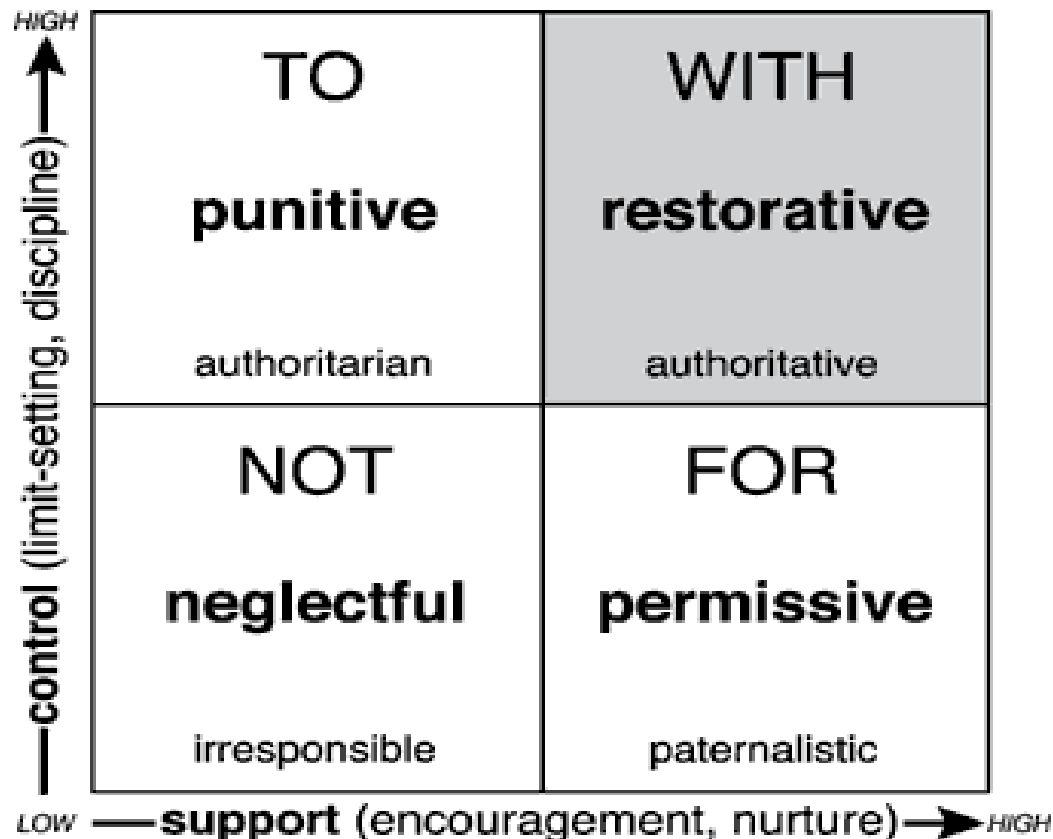 HIGH
TO
WITH
punitive
restorative
authoritarian
authoritative
control (limit-setting, discipline)
NOT
FOR
neglectful
permissive
irresponsible
paternalistic
LOW
support (encouragement, nurture)
HIGH